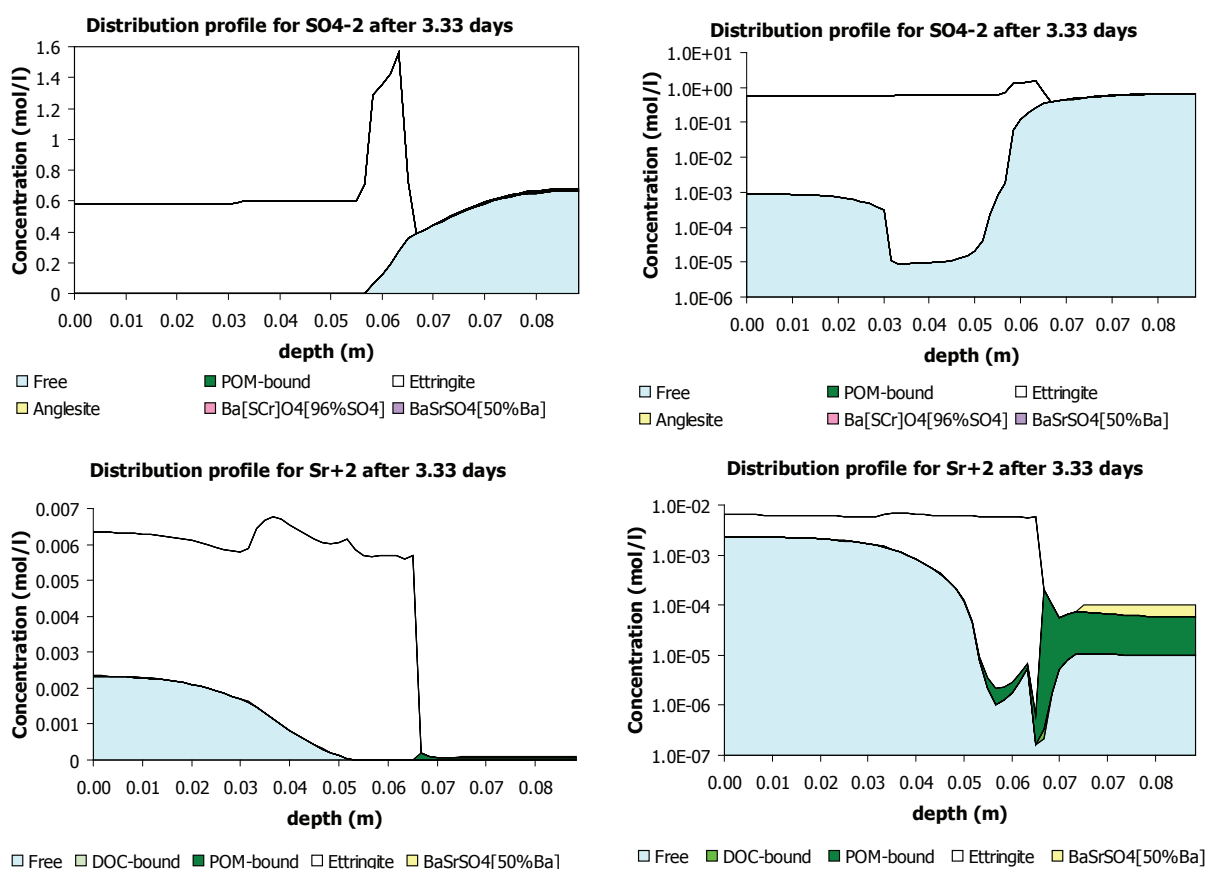 Distribution profile for SO4-2 after 3.33 days
Concentration (mol/l)
1.6
1.4
1.2
1
0.8
0.6
0.4
0.2
0
0.00 0.01 0.02 0.03 0.04 0.05 0.06 0.07 0.07 0.08
depth (m)
Free POM-bound Ettringite
Anglesite Ba[SCr]O4[96%SO4] BaSrSO4[50%Ba]
Distribution profile for SO4-2 after 3.33 days
Concentration (mol/l)
1.0E+01
1.0E+00
1.0E-01
1.0E-02
1.0E-03
1.0E-04
1.0E-05
1.0E-06
0.00 0.01 0.02 0.03 0.04 0.05 0.06 0.07 0.07 0.08
depth (m)
Free POM-bound Ettringite
Anglesite Ba[SCr]O4[96%SO4] BaSrSO4[50%Ba]
Distribution profile for Sr+2 after 3.33 days
Concentration (mol/l)
0.007
0.006
0.005
0.004
0.003
0.002
0.001
0
0.00 0.01 0.02 0.03 0.04 0.05 0.06 0.07 0.07 0.08
depth (m)
Free DOC-bound POM-bound Ettringite BaSrSO4[50%Ba]
Distribution profile for Sr+2 after 3.33 days
Concentration (mol/l)
1.0E-02
1.0E-03
1.0E-04
1.0E-05
1.0E-06
1.0E-07
0.00 0.01 0.02 0.03 0.04 0.05 0.06 0.07 0.07 0.08
depth (m)
Free DOC-bound POM-bound Ettringite BaSrSO4[50%Ba]